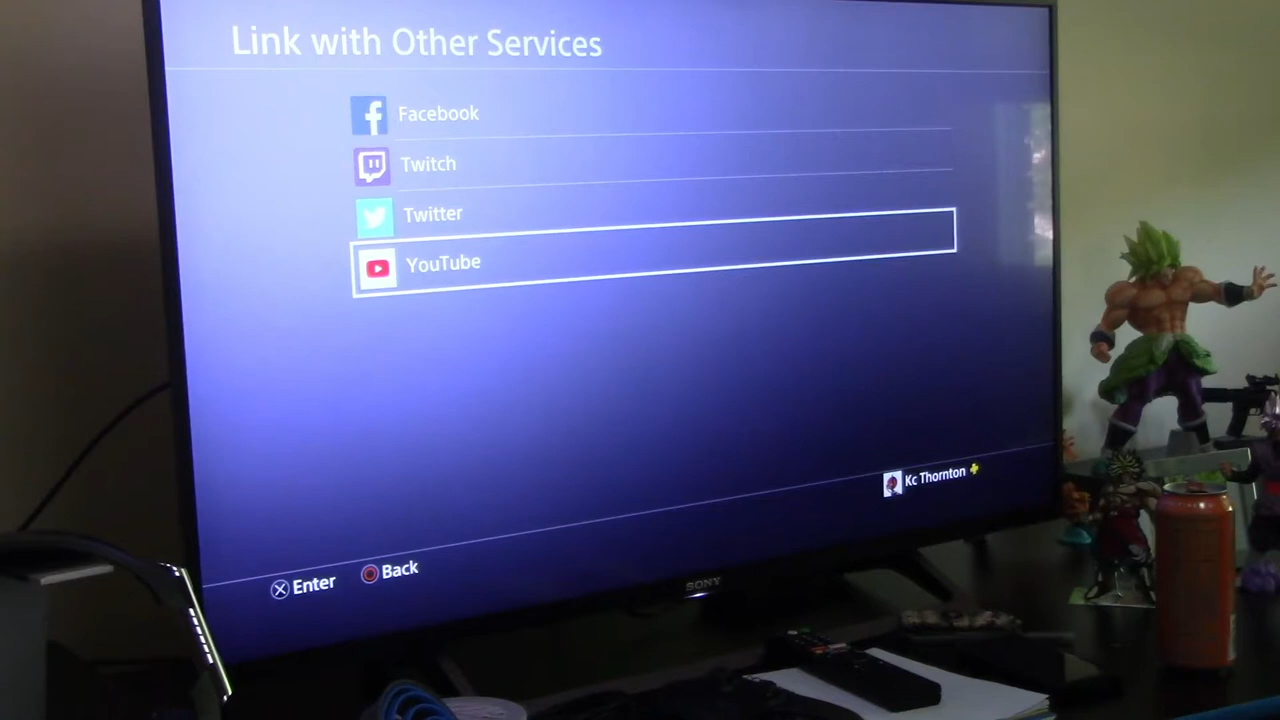 Link with Other Services
Facebook
Twitch
Twitter
YouTube
Kc Thornton
Enter
Back
SONY